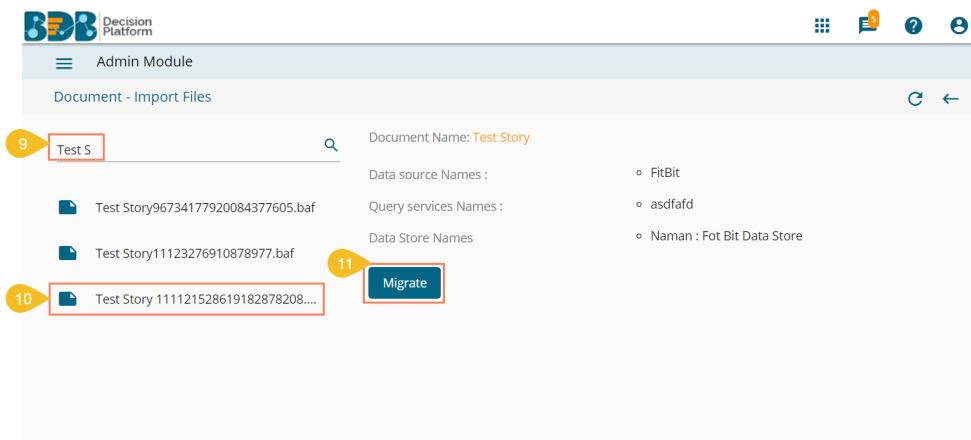 BDB Decision
Platform
5
Admin Module
Document - Import Files
9
Test S
Document Name: Test Story
Data source Names :
FitBit
Test Story96734177920084377605.baf
Query services Names :
asdfafd
Data Store Names
Naman : Fot Bit Data Store
Test Story11123276910878977.baf
11
Migrate
10
Test Story 111121528619182878208....